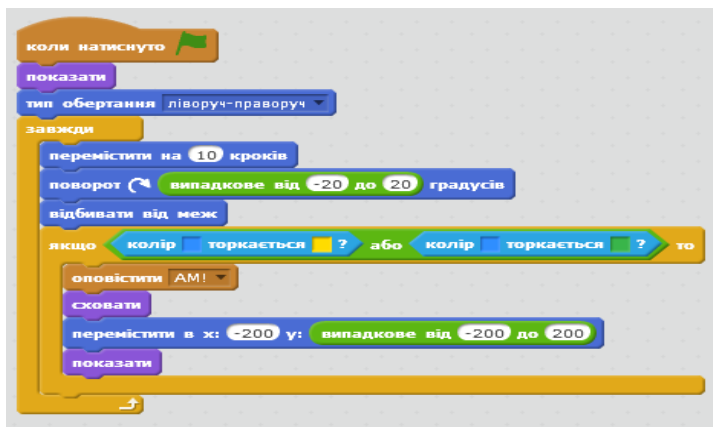 коли натиснуто
показати
тип обертання ліворуч-праворуч
завжди
перемістити на 10 кроків
поворот випадкове від -20 до 20 градусів
відбивати від меж
якщо колір торкається ? або колір торкається ? то
оповістити АМ!
сховати
перемістити в x: -200 y: випадкове від -200 до 200
показати